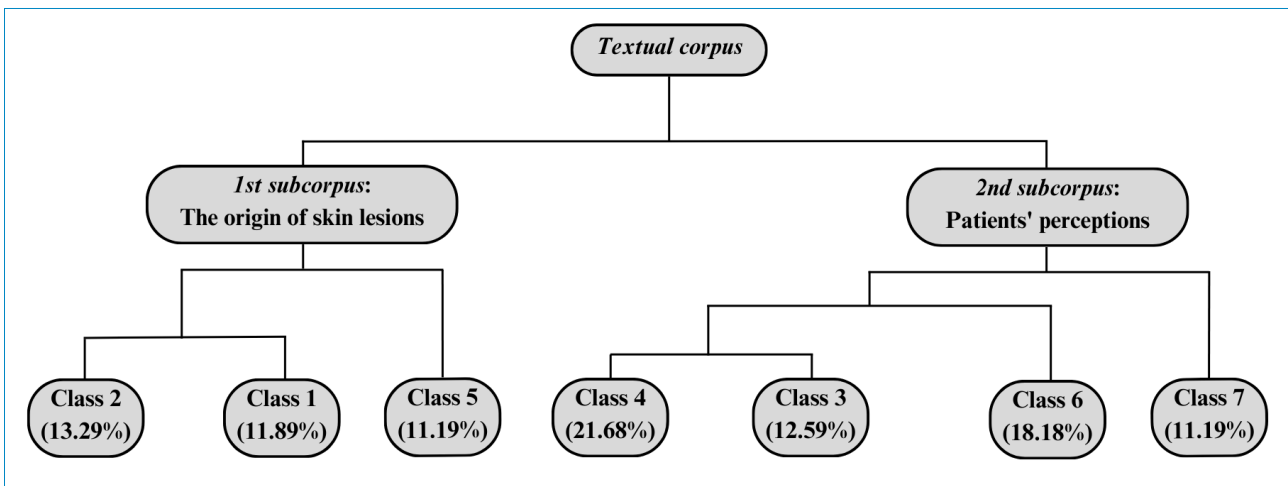 Textual corpus
1st subcorpus:
The origin of skin lesions
2nd subcorpus:
Patients' perceptions
Class 2
(13.29%)
Class 1
(11.89%)
Class 5
(11.19%)
Class 4
(21.68%)
Class 3
(12.59%)
Class 6
(18.18%)
Class 7
(11.19%)